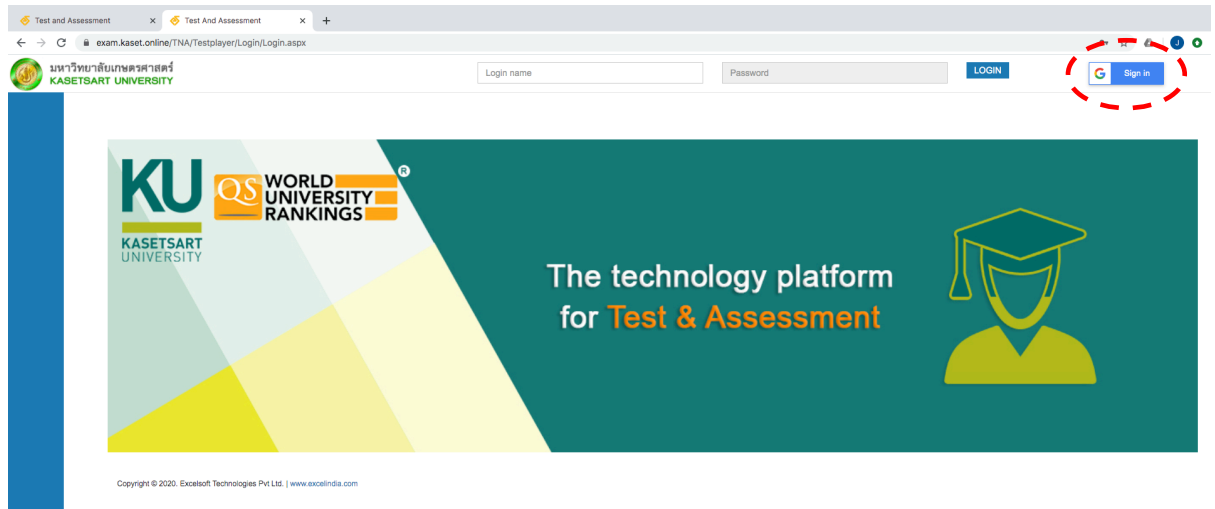 Test and Assessment
Test And Assessment
exam.kaset.online/TNA/Testplayer/Login/Login.aspx
J
มหาวิทยาลัยเกษตรศาสตร์
KASETSART UNIVERSITY
Login name
Password
LOGIN
G Sign in
KU
KASETSART
UNIVERSITY
QS WORLD
UNIVERSITY
RANKINGS
®
The technology platform
for Test & Assessment
Copyright © 2020. Excelsoft Technologies Pvt Ltd. | www.excelindia.com